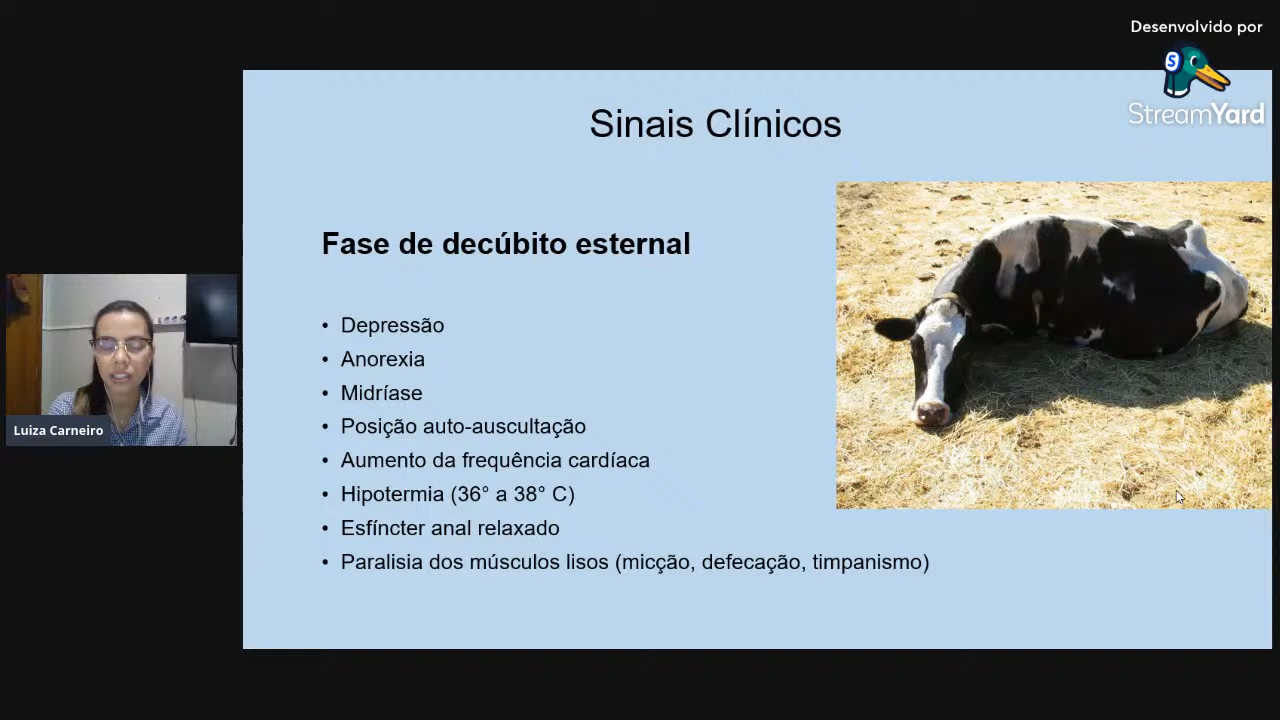 Desenvolvido por
StreamYard
Sinais Clínicos
Fase de decúbito esternal
• Depressão
• Anorexia
• Midríase
• Posição auto-auscultação
• Aumento da frequência cardíaca
• Hipotermia (36° a 38° C)
• Esfíncter anal relaxado
• Paralisia dos músculos lisos (micção, defecação, timpanismo)
Luiza Carneiro